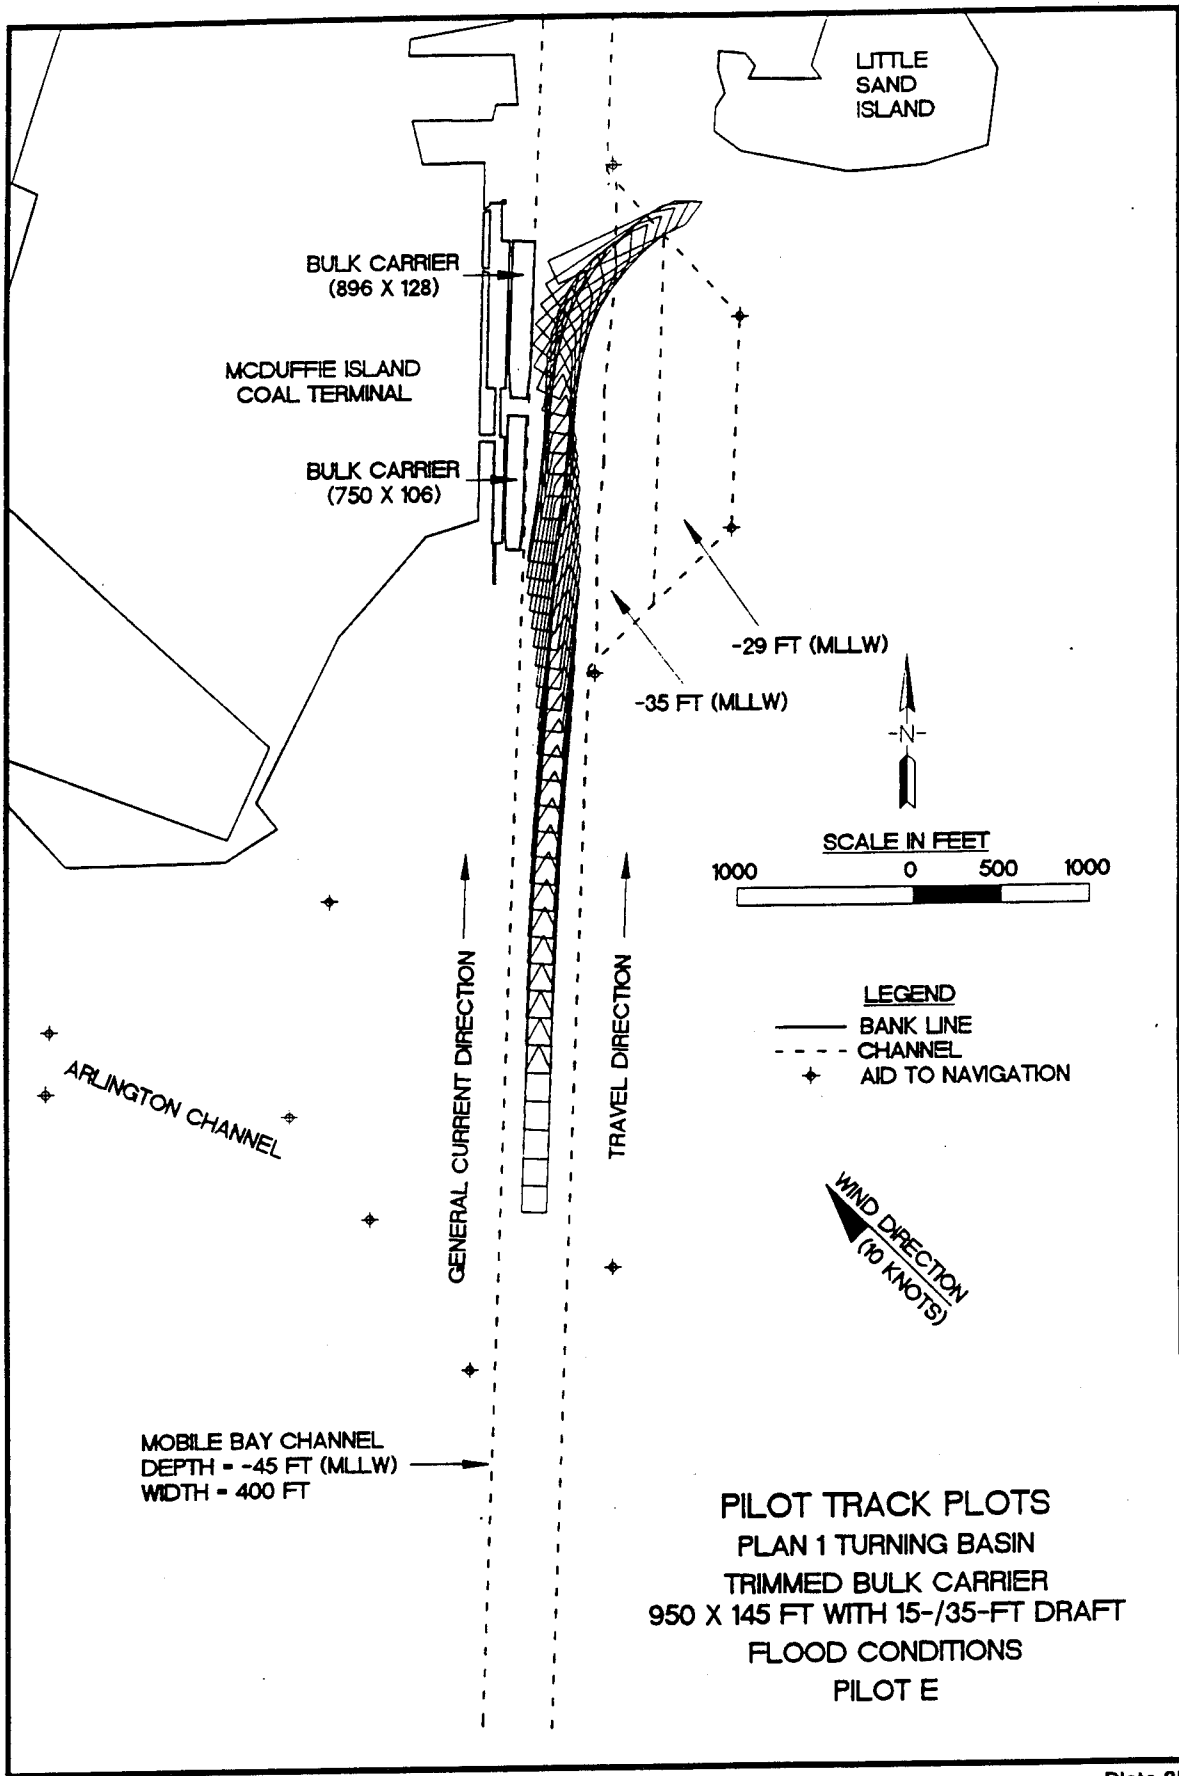 LITTLE
SAND
ISLAND
BULK CARRIER
(896 X 128)
MCDUFFIE ISLAND
COAL TERMINAL
BULK CARRIER
(750 X 106)
-29 FT (MLLW)
-35 FT (MLLW)
-N-
SCALE IN FEET
1000 0 500 1000
GENERAL CURRENT DIRECTION
TRAVEL DIRECTION
LEGEND
BANK LINE
CHANNEL
AID TO NAVIGATION
ARLINGTON CHANNEL
WIND DIRECTION
(10 KNOTS)
MOBILE BAY CHANNEL
DEPTH = -45 FT (MLLW)
WIDTH = 400 FT
PILOT TRACK PLOTS
PLAN 1 TURNING BASIN
TRIMMED BULK CARRIER
950 X 145 FT WITH 15-/35-FT DRAFT
FLOOD CONDITIONS
PILOT E